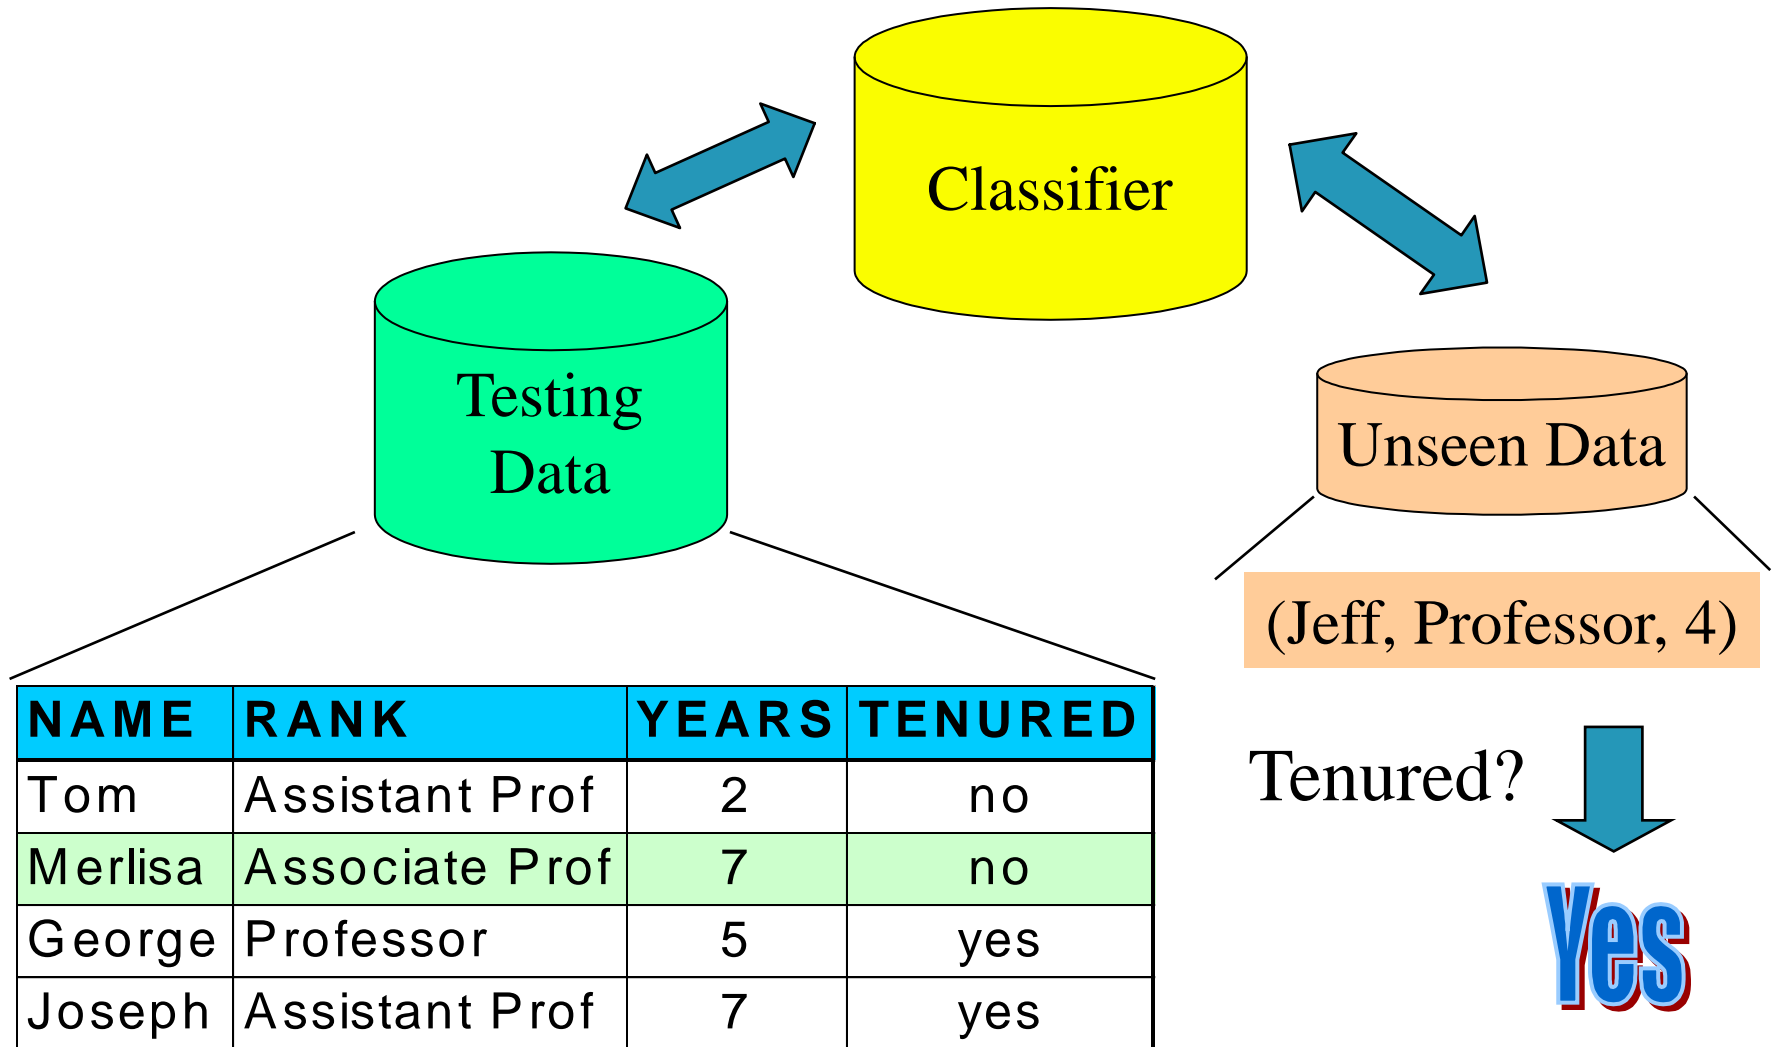 Classifier
Testing
Data
Unseen Data
(Jeff, Professor, 4)
NAME RANK YEARS TENURED
Tom Assistant Prof 2 no
Merlisa Associate Prof 7 no
George Professor 5 yes
Joseph Assistant Prof 7 yes
Tenured?
Yes